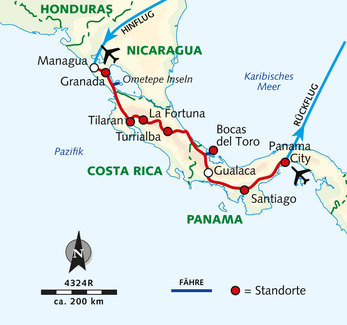 HONDURAS
HINFLUG
NICARAGUA
Managua
Granada
Ometepe Inseln
Karibisches
Meer
RÜCKFLUG
La Fortuna
Tilaran
Turrialba
Bocas
del Toro
Panama
City
Pazifik
COSTA RICA
Gualaca
Santiago
PANAMA
N
4324R
ca. 200 km
FÄHRE
= Standorte